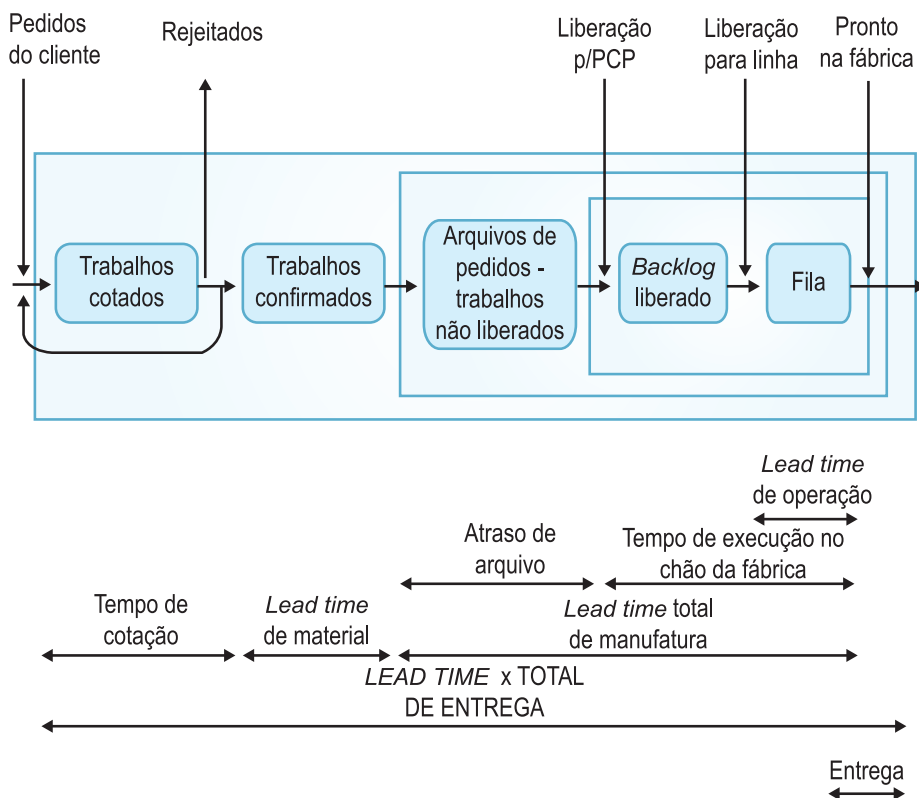 Pedidos
do cliente
Rejeitados
Liberação
p/PCP
Liberação
para linha
Pronto
na fábrica
Trabalhos
cotados
Trabalhos
confirmados
Arquivos de
pedidos -
trabalhos
não liberados
Backlog
liberado
Fila
Lead time
de operação
Atraso de
arquivo
Tempo de execução no
chão da fábrica
Tempo de
cotação
Lead time
de material
Lead time total
de manufatura
LEAD TIME x TOTAL
DE ENTREGA
Entrega